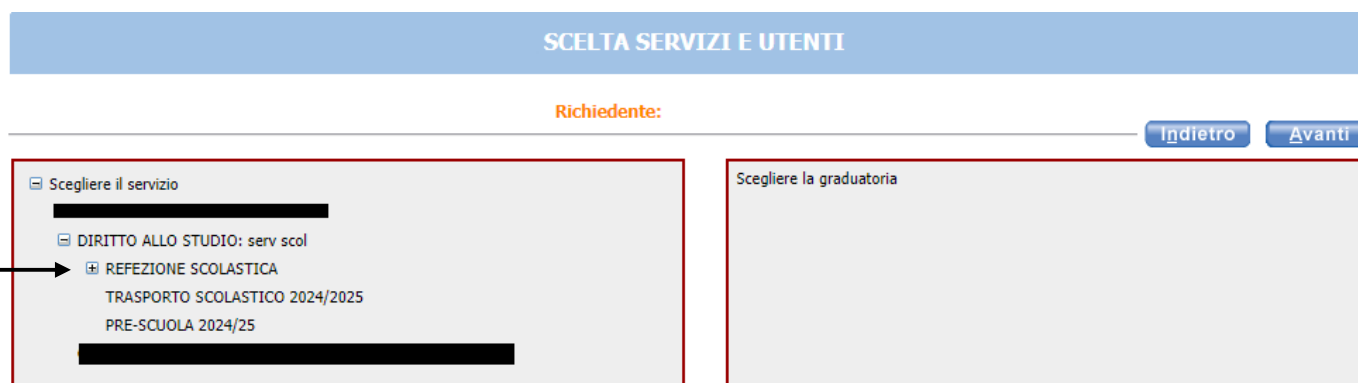 SCELTA SERVIZI E UTENTI
Richiedente:
Indietro Avanti
Scegliere il servizio
DIRITTO ALLO STUDIO: serv scol
REFEZIONE SCOLASTICA
TRASPORTO SCOLASTICO 2024/2025
PRE-SCUOLA 2024/25
Scegliere la graduatoria